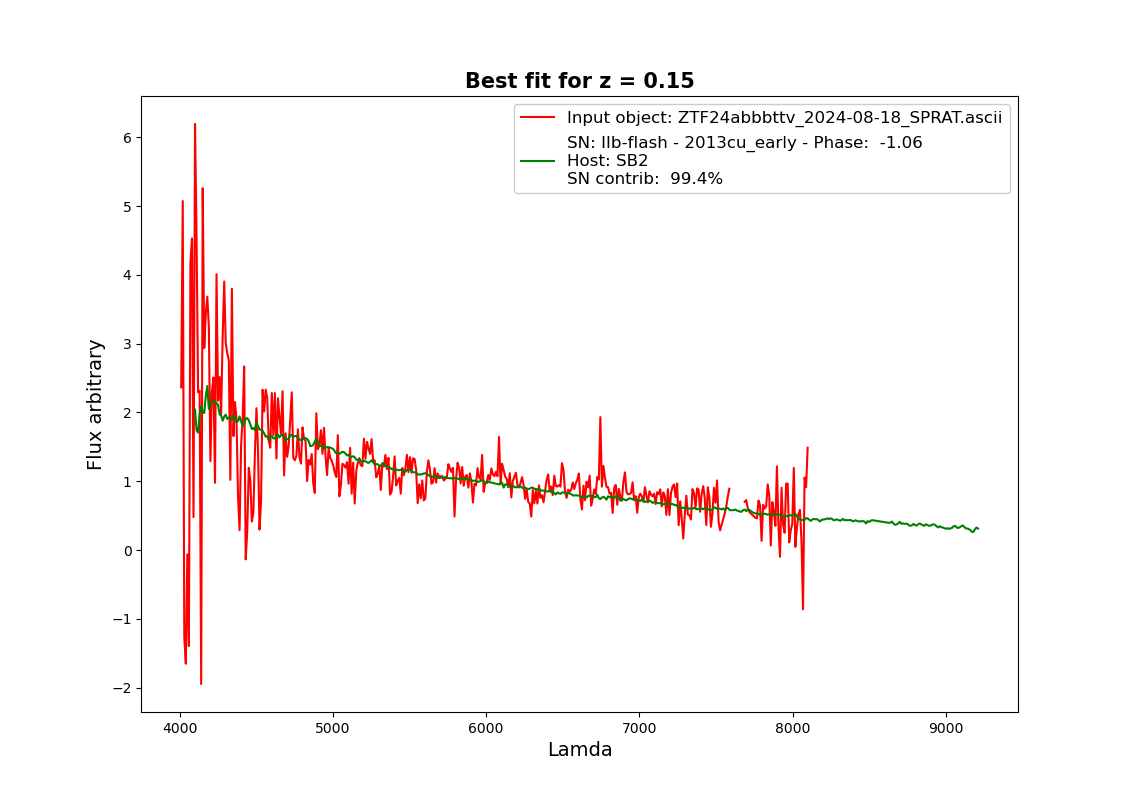 Best fit for z = 0.15
Input object: ZTF24abbbttv_2024-08-18_SPRAT.ascii
SN: IIb-flash - 2013cu_early - Phase:  -1.06
Host: SB2
SN contrib:  99.4%
Flux arbitrary
6
5
4
3
2
1
0
−1
−2
4000
5000
6000
7000
8000
9000
Lamda